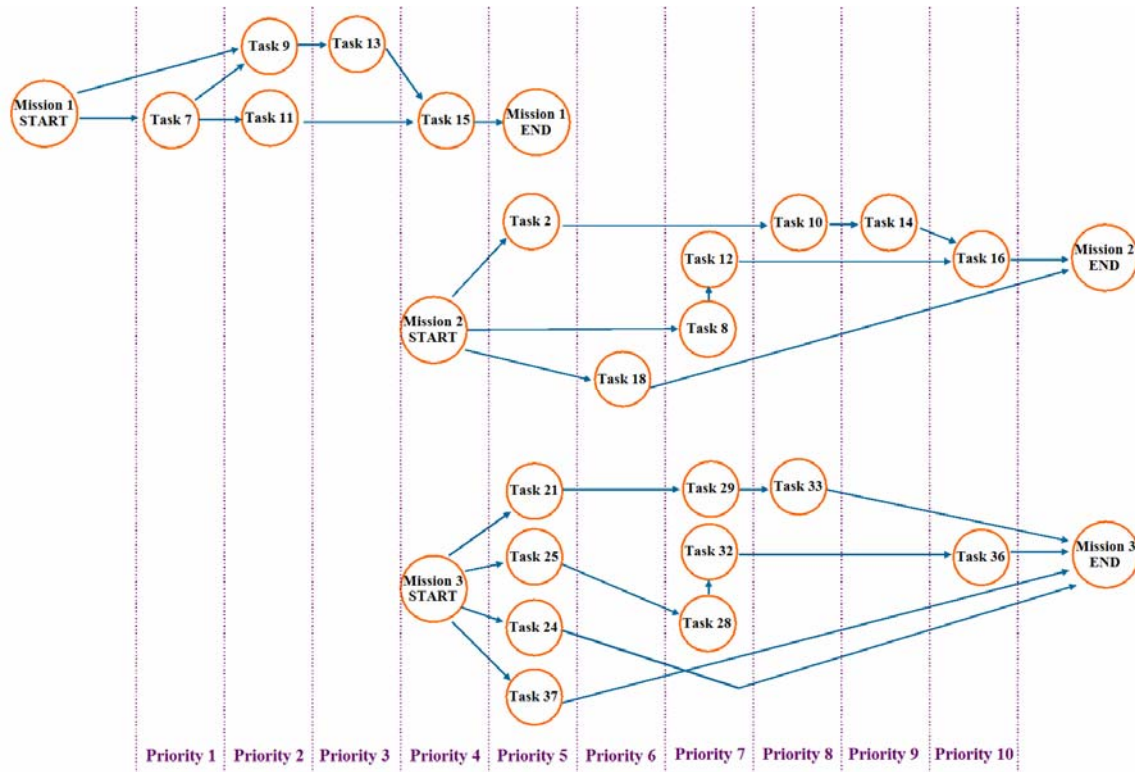 Task 9
Task 13
Mission 1
START
Task 7
Task 11
Task 15
Mission 1
END
Task 2
Task 10
Task 14
Task 12
Task 16
Mission 2
END
Mission 2
START
Task 8
Task 18
Task 21
Task 29
Task 33
Task 25
Task 32
Task 36
Mission 3
END
Mission 3
START
Task 24
Task 28
Task 37
Priority 1
Priority 2
Priority 3
Priority 4
Priority 5
Priority 6
Priority 7
Priority 8
Priority 9
Priority 10